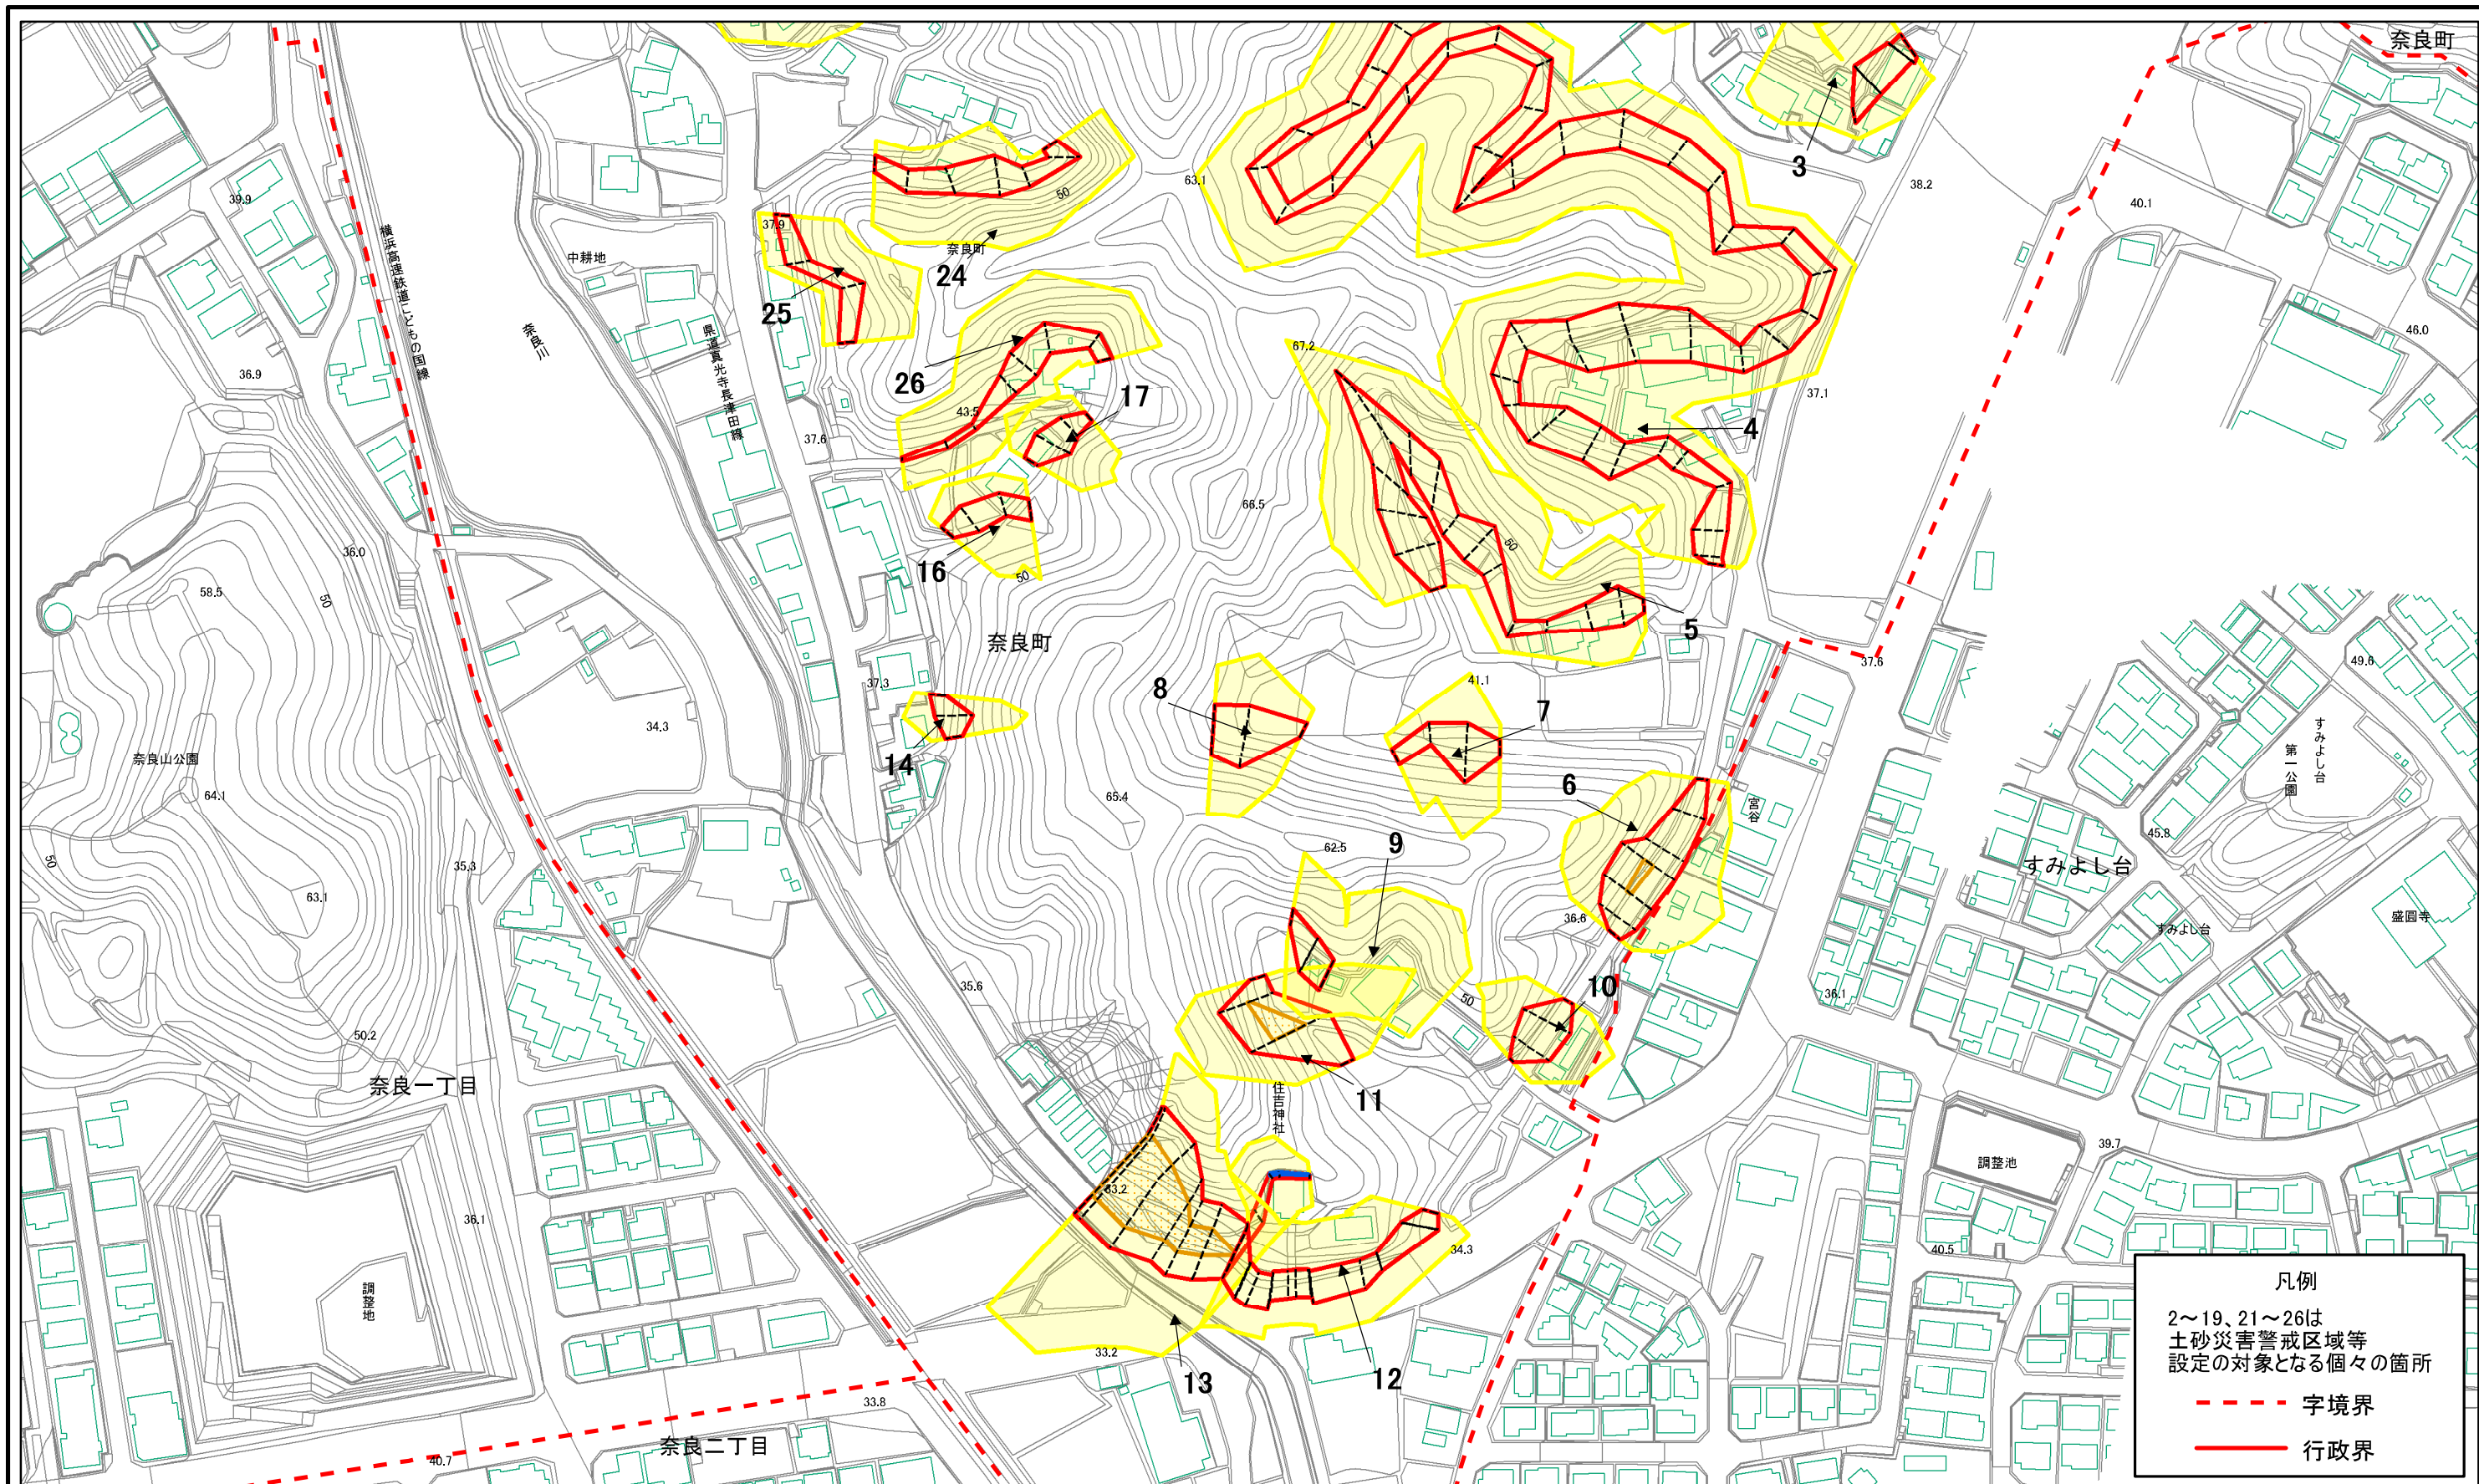 奈良町
3
38.2
40.1
39.9
横浜高速鉄道こどもの国線
中耕地
奈良川
37.9
25
奈良町
24
50
63.1
46.0
36.9
県道真光寺長津田線
26
43.5
17
67.2
37.1
4
37.6
66.5
16
50
50
36.0
58.5
50
奈良町
5
37.6
49.6
37.3
14
34.3
8
41.1
7
すみよし台
第一公園
奈良山公園
64.1
65.4
6
宮谷
45.8
50
35.3
62.5
9
すみよし台
63.1
36.6
盛圓寺
すみよし台
35.6
50
10
36.1
50.2
奈良一丁目
住吉神社
11
39.7
調整池
33.2
36.1
34.3
40.5
調整地
12
13
33.2
33.8
奈良二丁目
40.7
凡例
2～19、21～26は
土砂災害警戒区域等
設定の対象となる個々の箇所
字境界
行政界